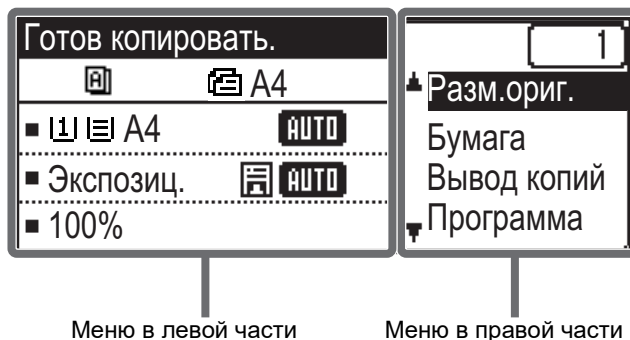 Готов копировать.
A A4
1 A4 AUTO
Экспозиц. AUTO
100%
1
Разм.ориг.
Бумага
Вывод копий
Программа
Меню в левой части
Меню в правой части